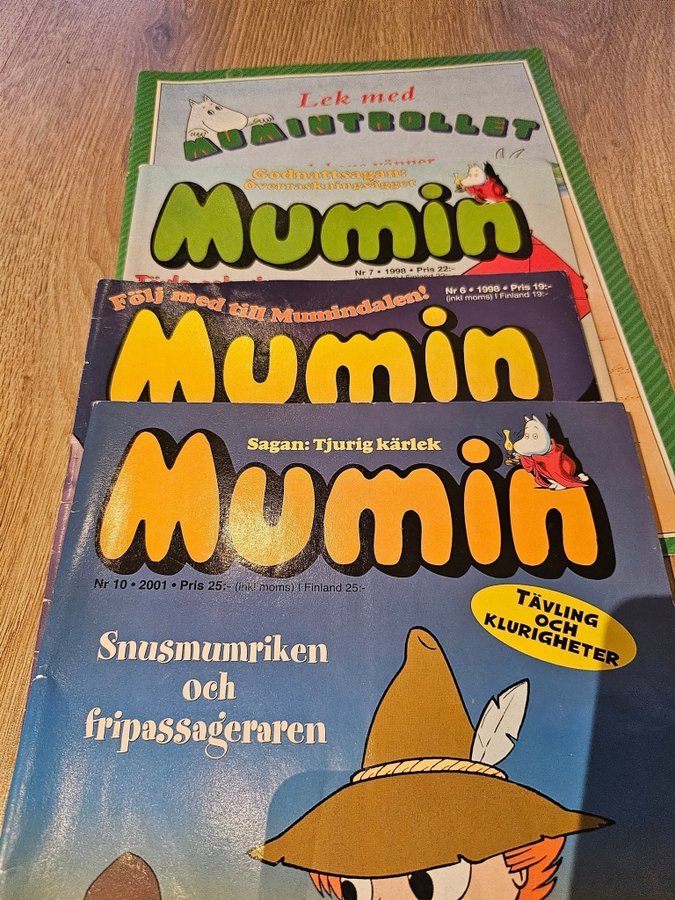 Lek med
MUMINTROLLET
Godnattsagan:
Överraskningsägget
Mumin
Nr 7 • 1998 • Pris 22:-
Följ med till Mumindalen!
Nr 6 • 1998 • Pris 19:-
(inkl moms) I Finland 19:-
Mumin
Sagan: Tjurig kärlek
Mumin
Nr 10 • 2001 • Pris 25:- (inkl moms) I Finland 25:-
TÄVLING
OCH
KLURIGHETER
Snusmumriken
och
fripassageraren